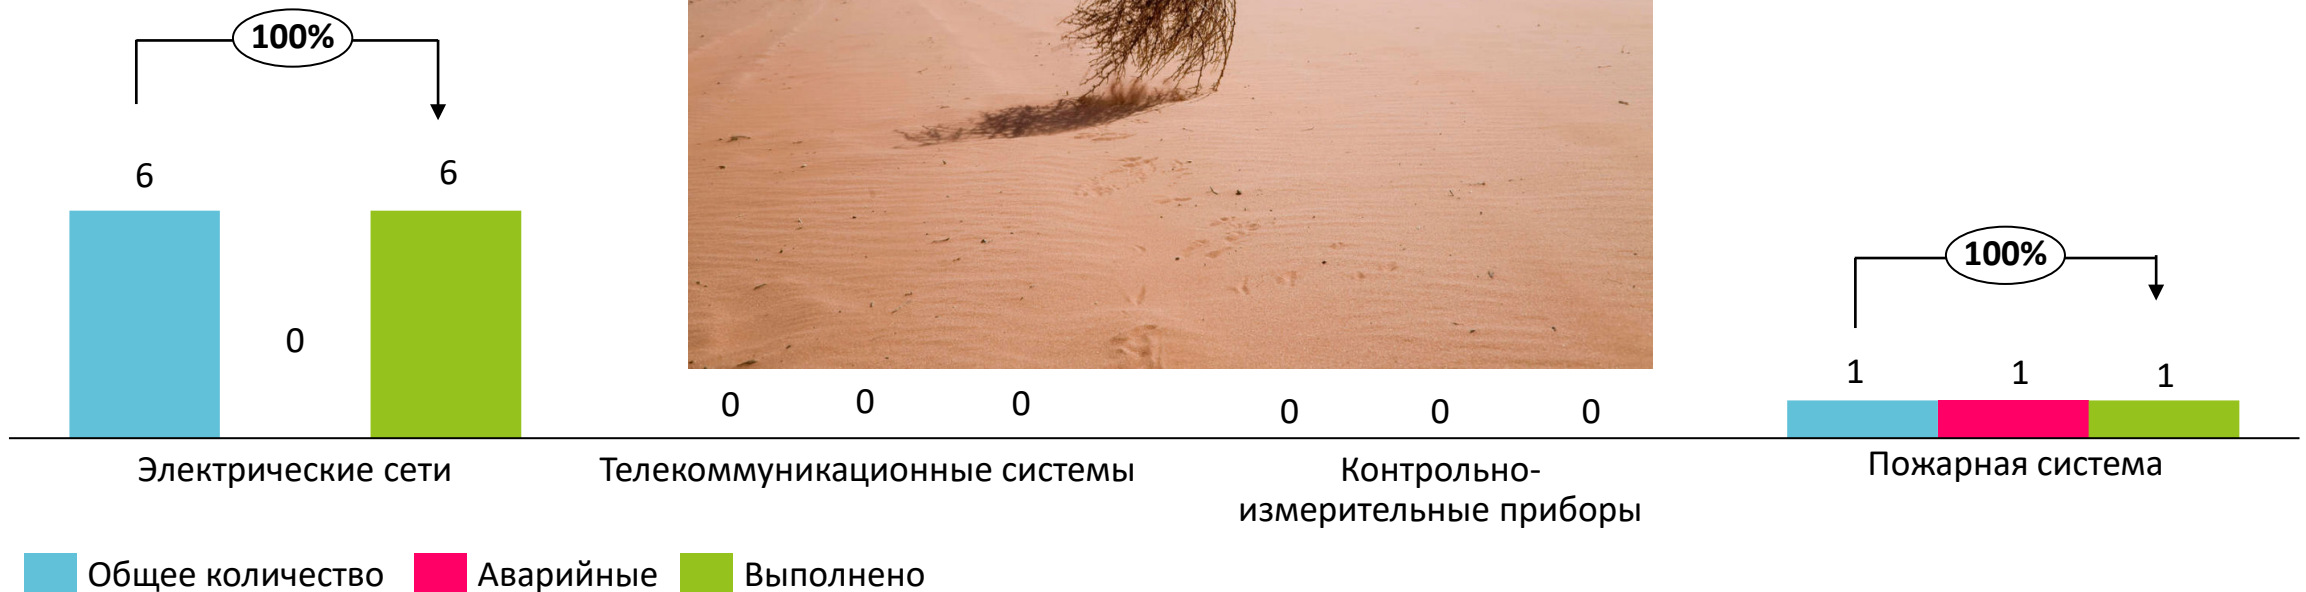 100%
6
0
6
Электрические сети
0
0
0
Телекоммуникационные системы
0
0
0
Контрольно-
измерительные приборы
100%
1
1
1
Пожарная система
Общее количество
Аварийные
Выполнено